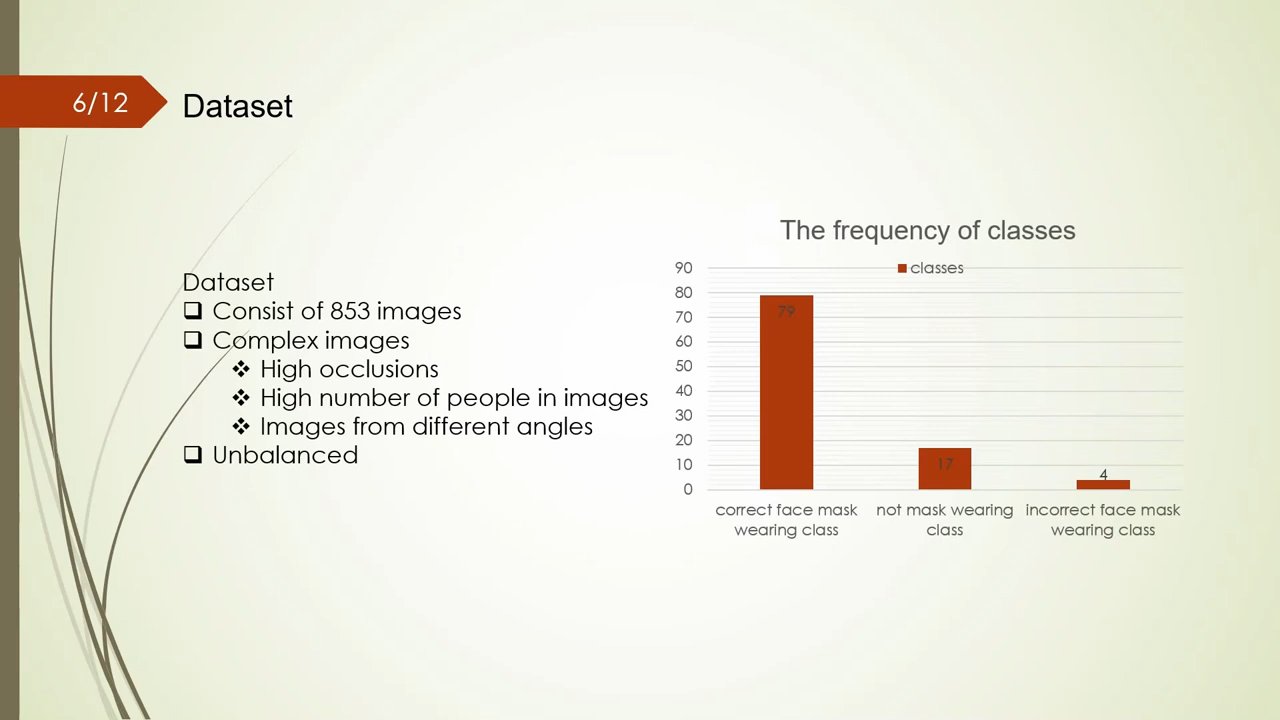 6/12
Dataset
Dataset
❑ Consist of 853 images
❑ Complex images
❖ High occlusions
❖ High number of people in images
❖ Images from different angles
❑ Unbalanced
The frequency of classes
classes
90
80
70
60
50
40
30
20
10
0
79
17
4
correct face mask
wearing class
not mask wearing
class
incorrect face mask
wearing class